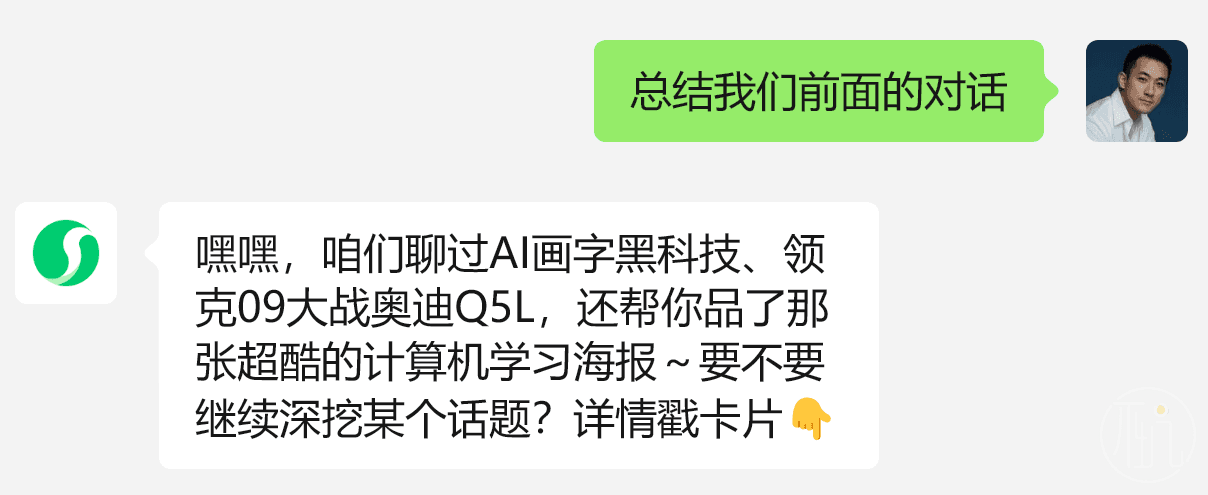 总结我们前面的对话
嘿嘿，咱们聊过AI画字黑科技、领
克09大战奥迪Q5L，还帮你品了那
张超酷的计算机学习海报～要不要
继续深挖某个话题？详情戳卡片👇